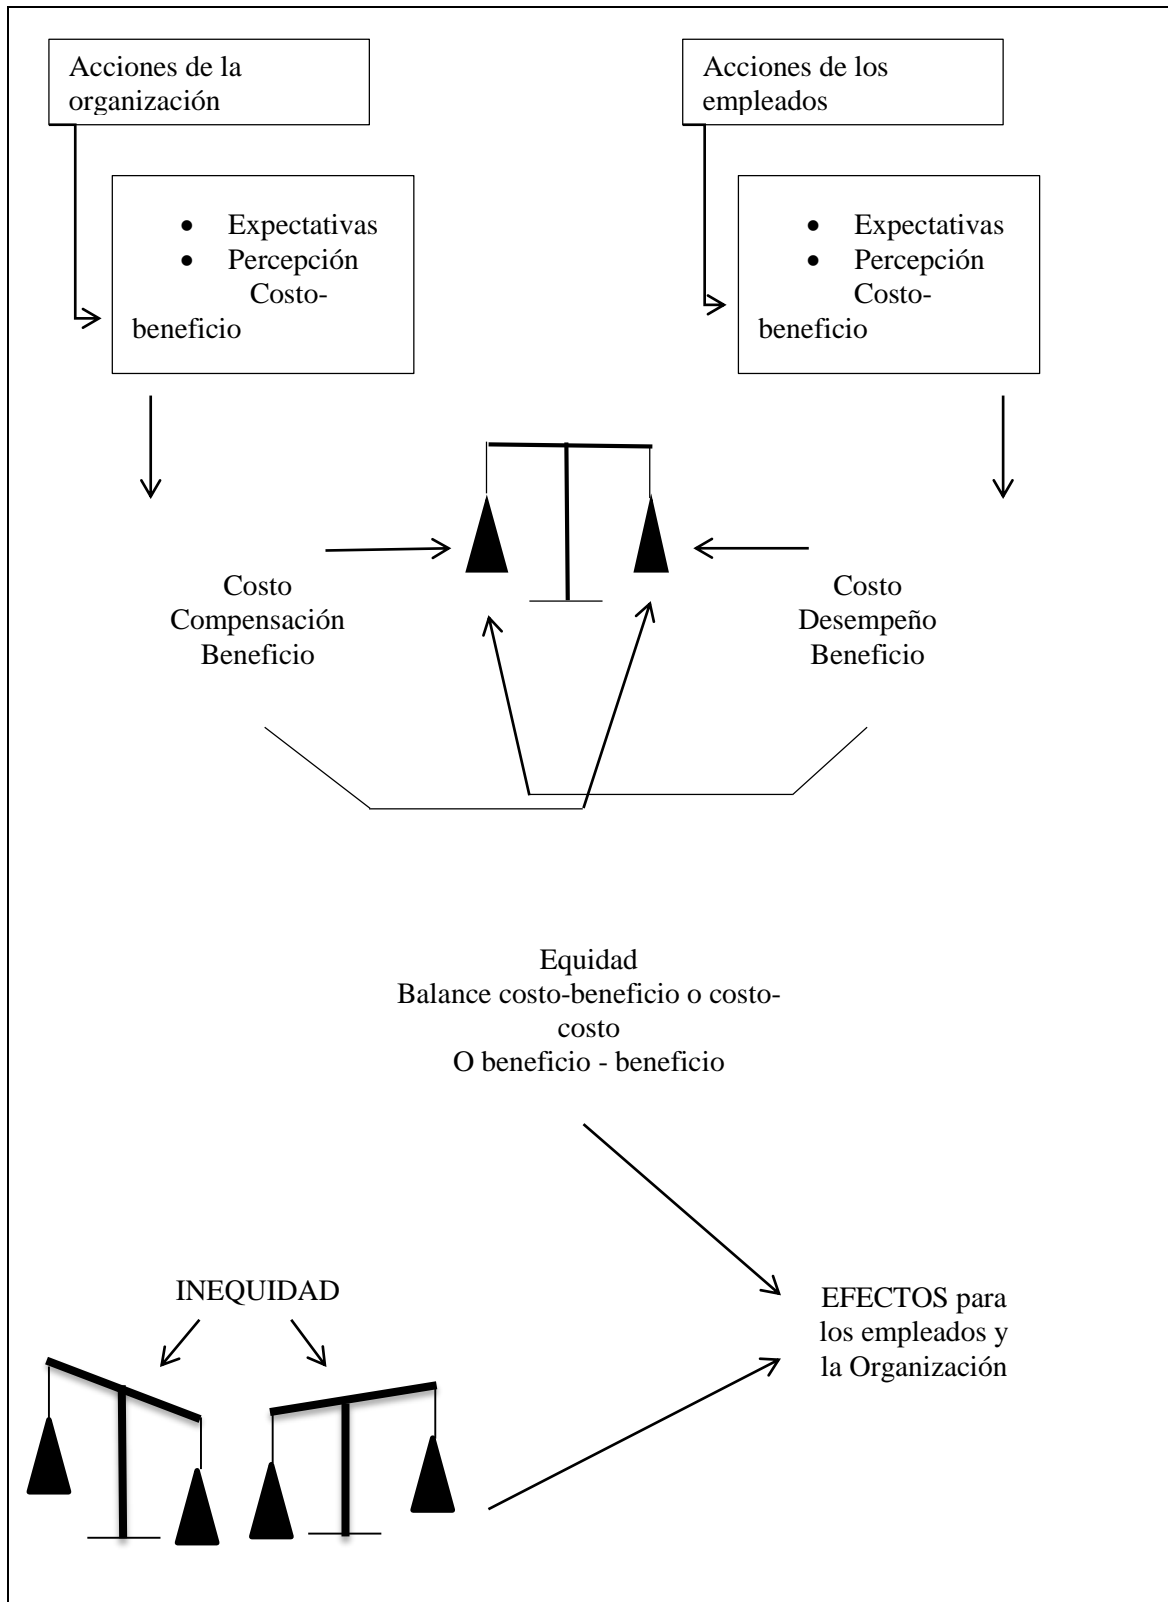 Acciones de la
organización
Acciones de los
empleados
• Expectativas
• Percepción
Costo-
beneficio
• Expectativas
• Percepción
Costo-
beneficio
Costo
Compensación
Beneficio
Costo
Desempeño
Beneficio
Equidad
Balance costo-beneficio o costo-
costo
O beneficio - beneficio
INEQUIDAD
EFECTOS para
los empleados y
la Organización